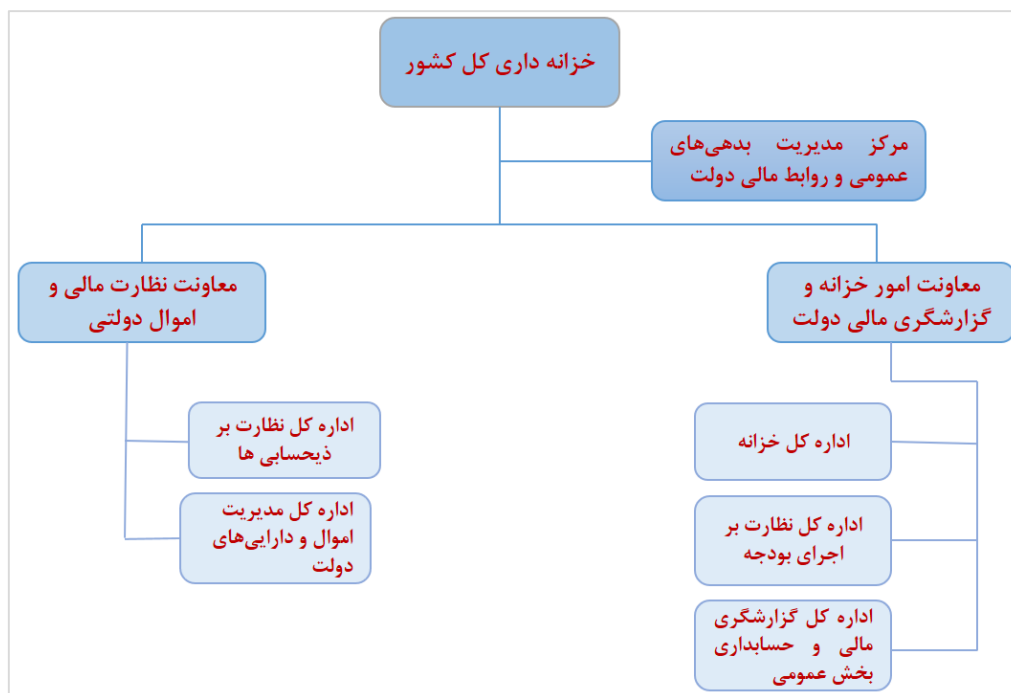 خزانه داری کل کشور
مرکز مدیریت بدهی‌های
عمومی و روابط مالی دولت
معاونت امور خزانه و
گزارشگری مالی دولت
اداره کل خزانه
اداره کل نظارت بر
اجرای بودجه
اداره کل گزارشگری
مالی و حسابداری
بخش عمومی
معاونت نظارت مالی و
اموال دولتی
اداره کل نظارت بر
ذیحسابی ها
اداره کل مدیریت
اموال و دارایی‌های
دولت